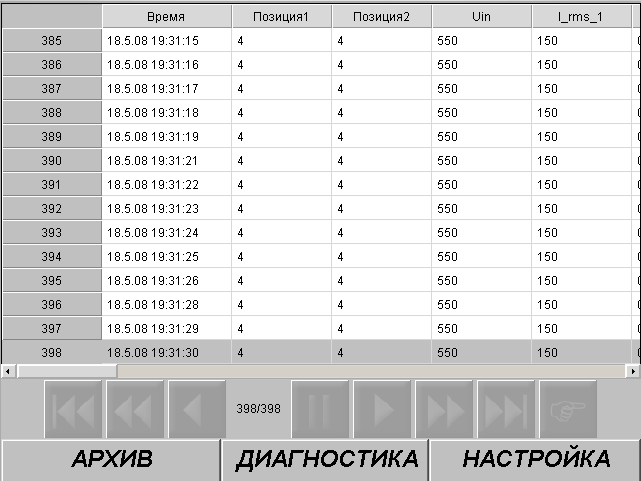 Время Позиция1 Позиция2 Uin I_rms_1
385 18.5.08 19:31:15 4 4 550 150
386 18.5.08 19:31:16 4 4 550 150
387 18.5.08 19:31:17 4 4 550 150
388 18.5.08 19:31:18 4 4 550 150
389 18.5.08 19:31:19 4 4 550 150
390 18.5.08 19:31:21 4 4 550 150
391 18.5.08 19:31:22 4 4 550 150
392 18.5.08 19:31:23 4 4 550 150
393 18.5.08 19:31:24 4 4 550 150
394 18.5.08 19:31:25 4 4 550 150
395 18.5.08 19:31:26 4 4 550 150
396 18.5.08 19:31:28 4 4 550 150
397 18.5.08 19:31:29 4 4 550 150
398 18.5.08 19:31:30 4 4 550 150
398/398
АРХИВ ДИАГНОСТИКА НАСТРОЙКА